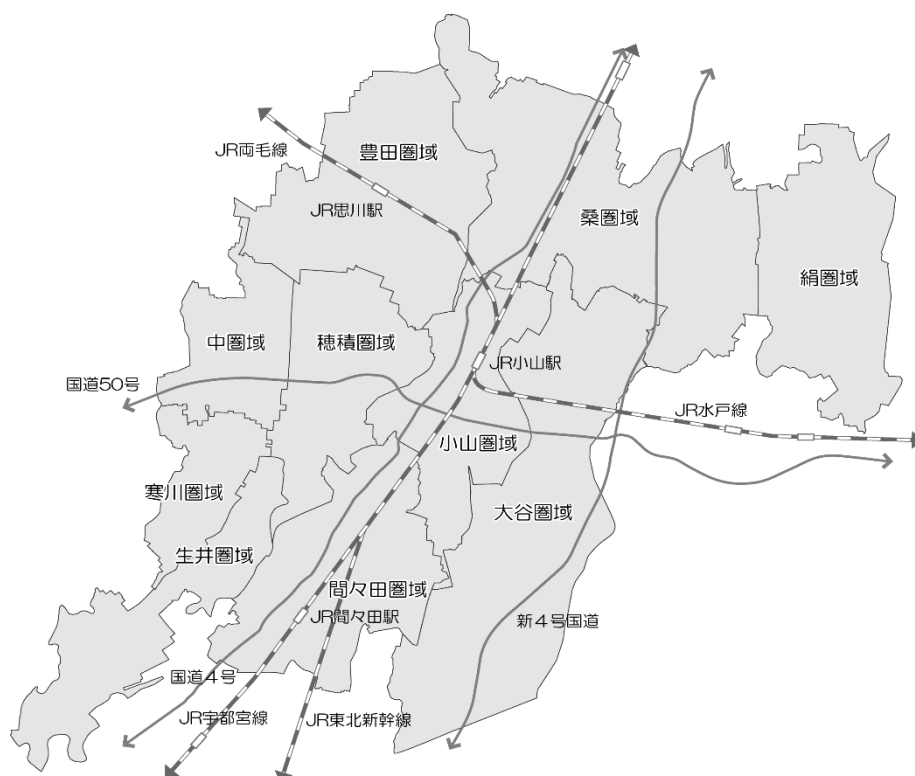 豊田圏域
JR両毛線
JR思川駅
桑圏域
絹圏域
中圏域
穂積圏域
JR小山駅
国道50号
JR水戸線
小山圏域
寒川圏域
大谷圏域
生井圏域
間々田圏域
JR間々田駅
新4号国道
国道4号
JR宇都宮線
JR東北新幹線